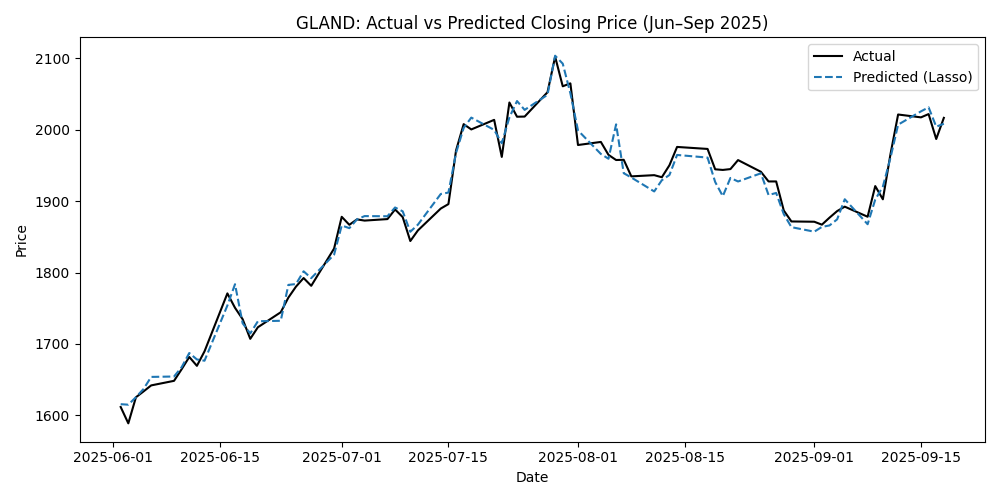 GLAND: Actual vs Predicted Closing Price (Jun–Sep 2025)
Actual
Predicted (Lasso)
Price
2100
2000
1900
1800
1700
1600
2025-06-01 2025-06-15 2025-07-01 2025-07-15 2025-08-01 2025-08-15 2025-09-01 2025-09-15
Date